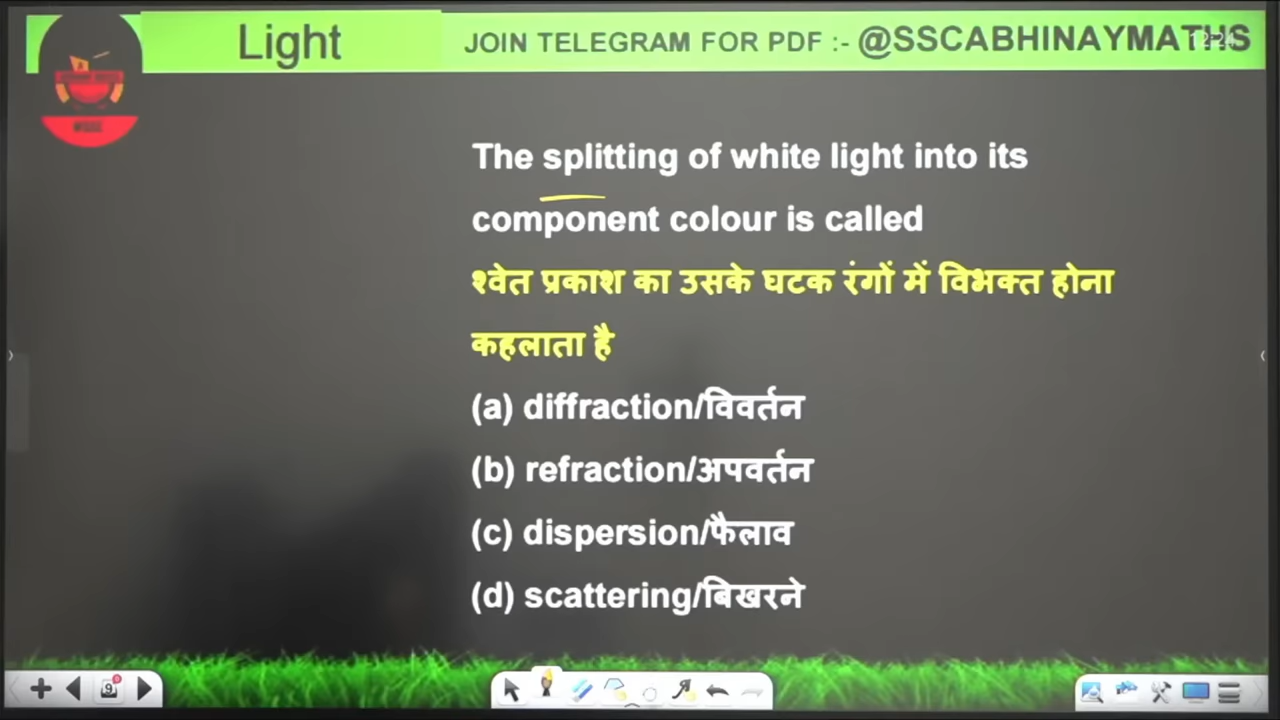 Light
JOIN TELEGRAM FOR PDF :- @SSCABHINAYMATHS
The splitting of white light into its
component colour is called
श्वेत प्रकाश का उसके घटक रंगों में विभक्त होना
कहलाता है
(a) diffraction/विवर्तन
(b) refraction/अपवर्तन
(c) dispersion/फैलाव
(d) scattering/बिखरने
9